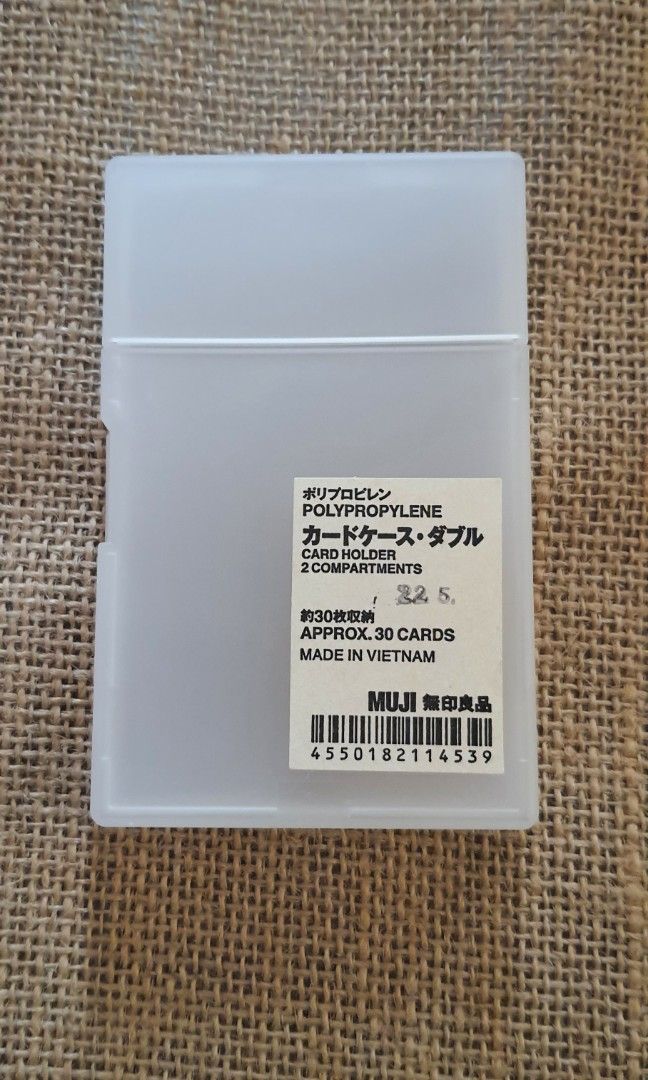 ポリプロピレン
POLYPROPYLENE
カードケース・ダブル
CARD HOLDER
2 COMPARTMENTS
22 5.
約30枚収納
APPROX. 30 CARDS
MADE IN VIETNAM
MUJI 無印良品
4550182114539